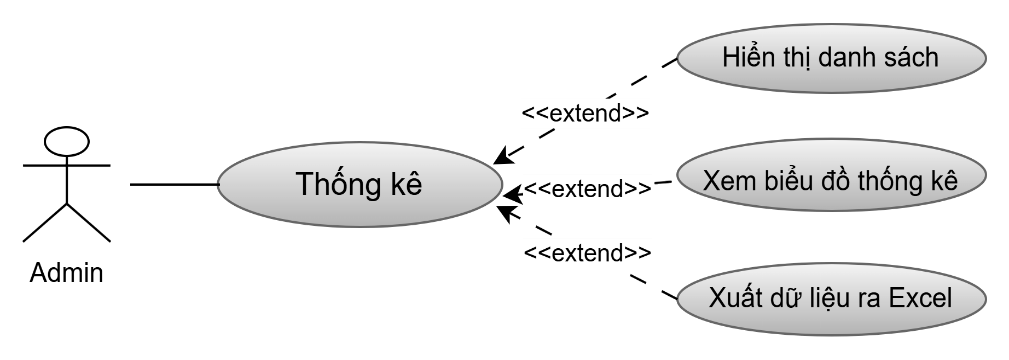 Hiển thị danh sách
<<extend>>
Thống kê
<<extend>>
Xem biểu đồ thống kê
<<extend>>
Admin
Xuất dữ liệu ra Excel